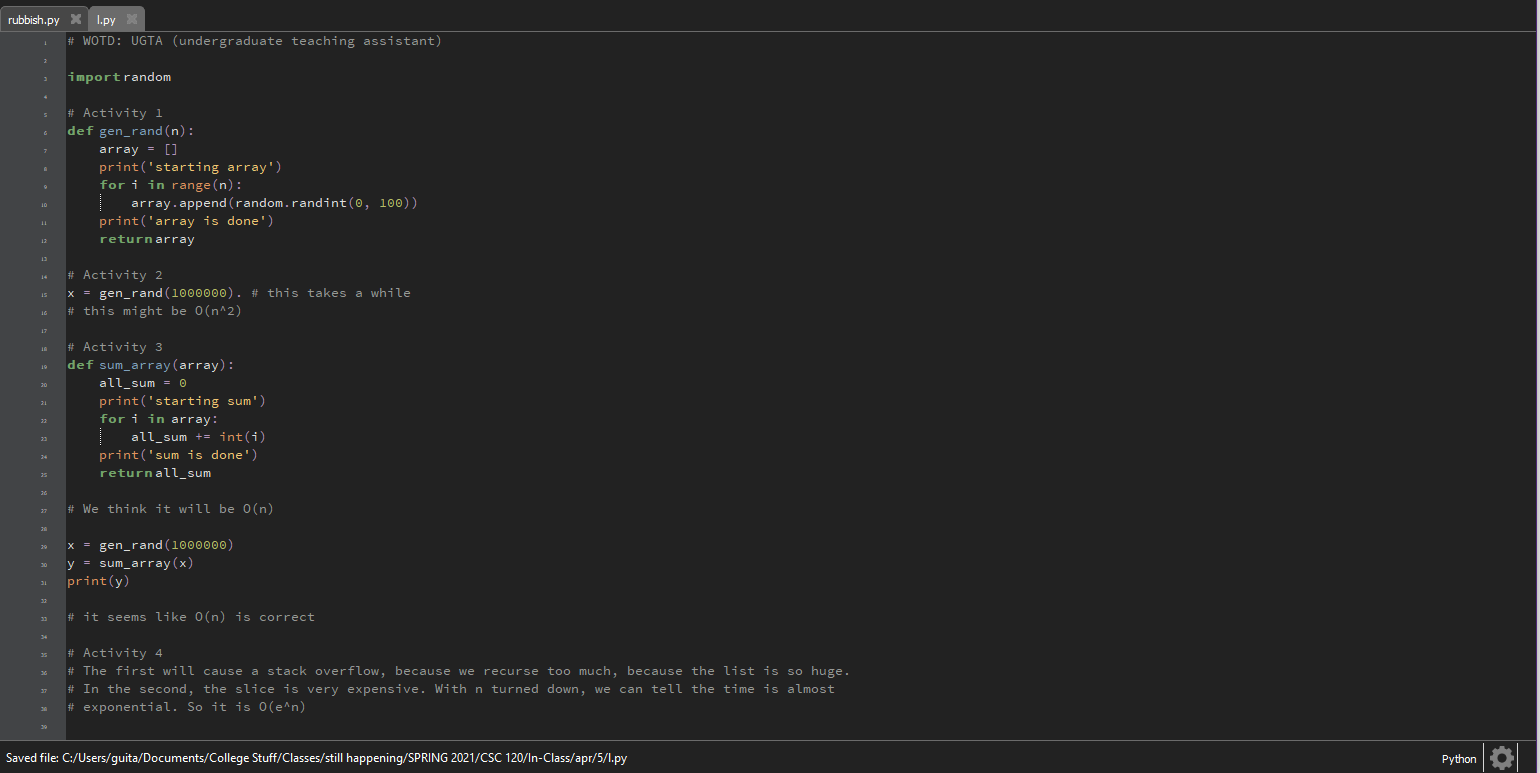 rubbish.py I.py
1 # WOTD: UGTA (undergraduate teaching assistant)
2
3 import random
4
5 # Activity 1
6 def gen_rand(n):
7     array = []
8     print('starting array')
9     for i in range(n):
10         array.append(random.randint(0, 100))
11     print('array is done')
12     return array
13
14 # Activity 2
15 x = gen_rand(1000000). # this takes a while
16 # this might be O(n^2)
17
18 # Activity 3
19 def sum_array(array):
20     all_sum = 0
21     print('starting sum')
22     for i in array:
23         all_sum += int(i)
24     print('sum is done')
25     return all_sum
26
27 # We think it will be O(n)
28
29 x = gen_rand(1000000)
30 y = sum_array(x)
31 print(y)
32
33 # it seems like O(n) is correct
34
35 # Activity 4
36 # The first will cause a stack overflow, because we recurse too much, because the list is so huge.
37 # In the second, the slice is very expensive. With n turned down, we can tell the time is almost
38 # exponential. So it is O(e^n)
39
Saved file: C:/Users/guita/Documents/College Stuff/Classes/still happening/SPRING 2021/CSC 120/In-Class/apr/5/I.py
Python